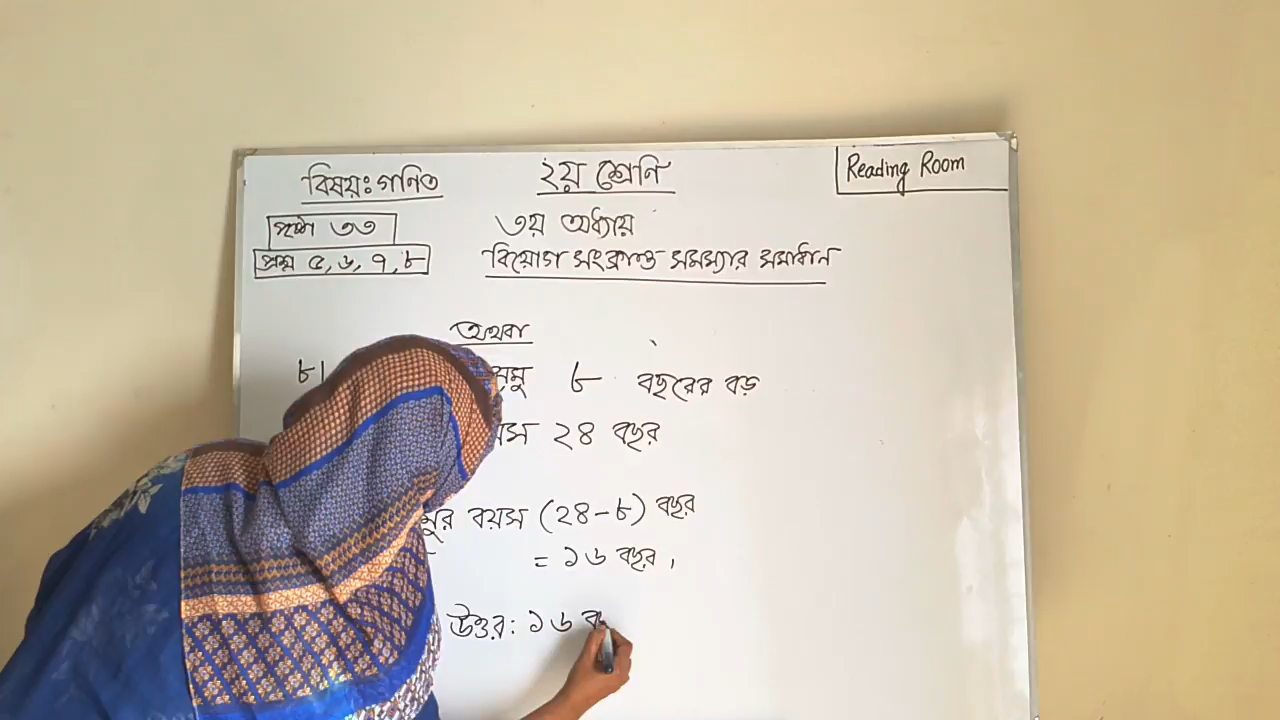 বিষয়ঃ গনিত
২য় শ্রেনি
Reading Room
পৃষ্ঠা ৩৩
৩য় অধ্যায়
প্রশ্ন ৫, ৬, ৭, ৮
বিয়োগ সংক্রান্ত সমস্যার সমাধান
অথবা
৮। ৮ বছরের বড়
২৪ বছর
বয়স (২৪-৮) বছর
= ১৬ বছর,
উত্তর: ১৬ ব